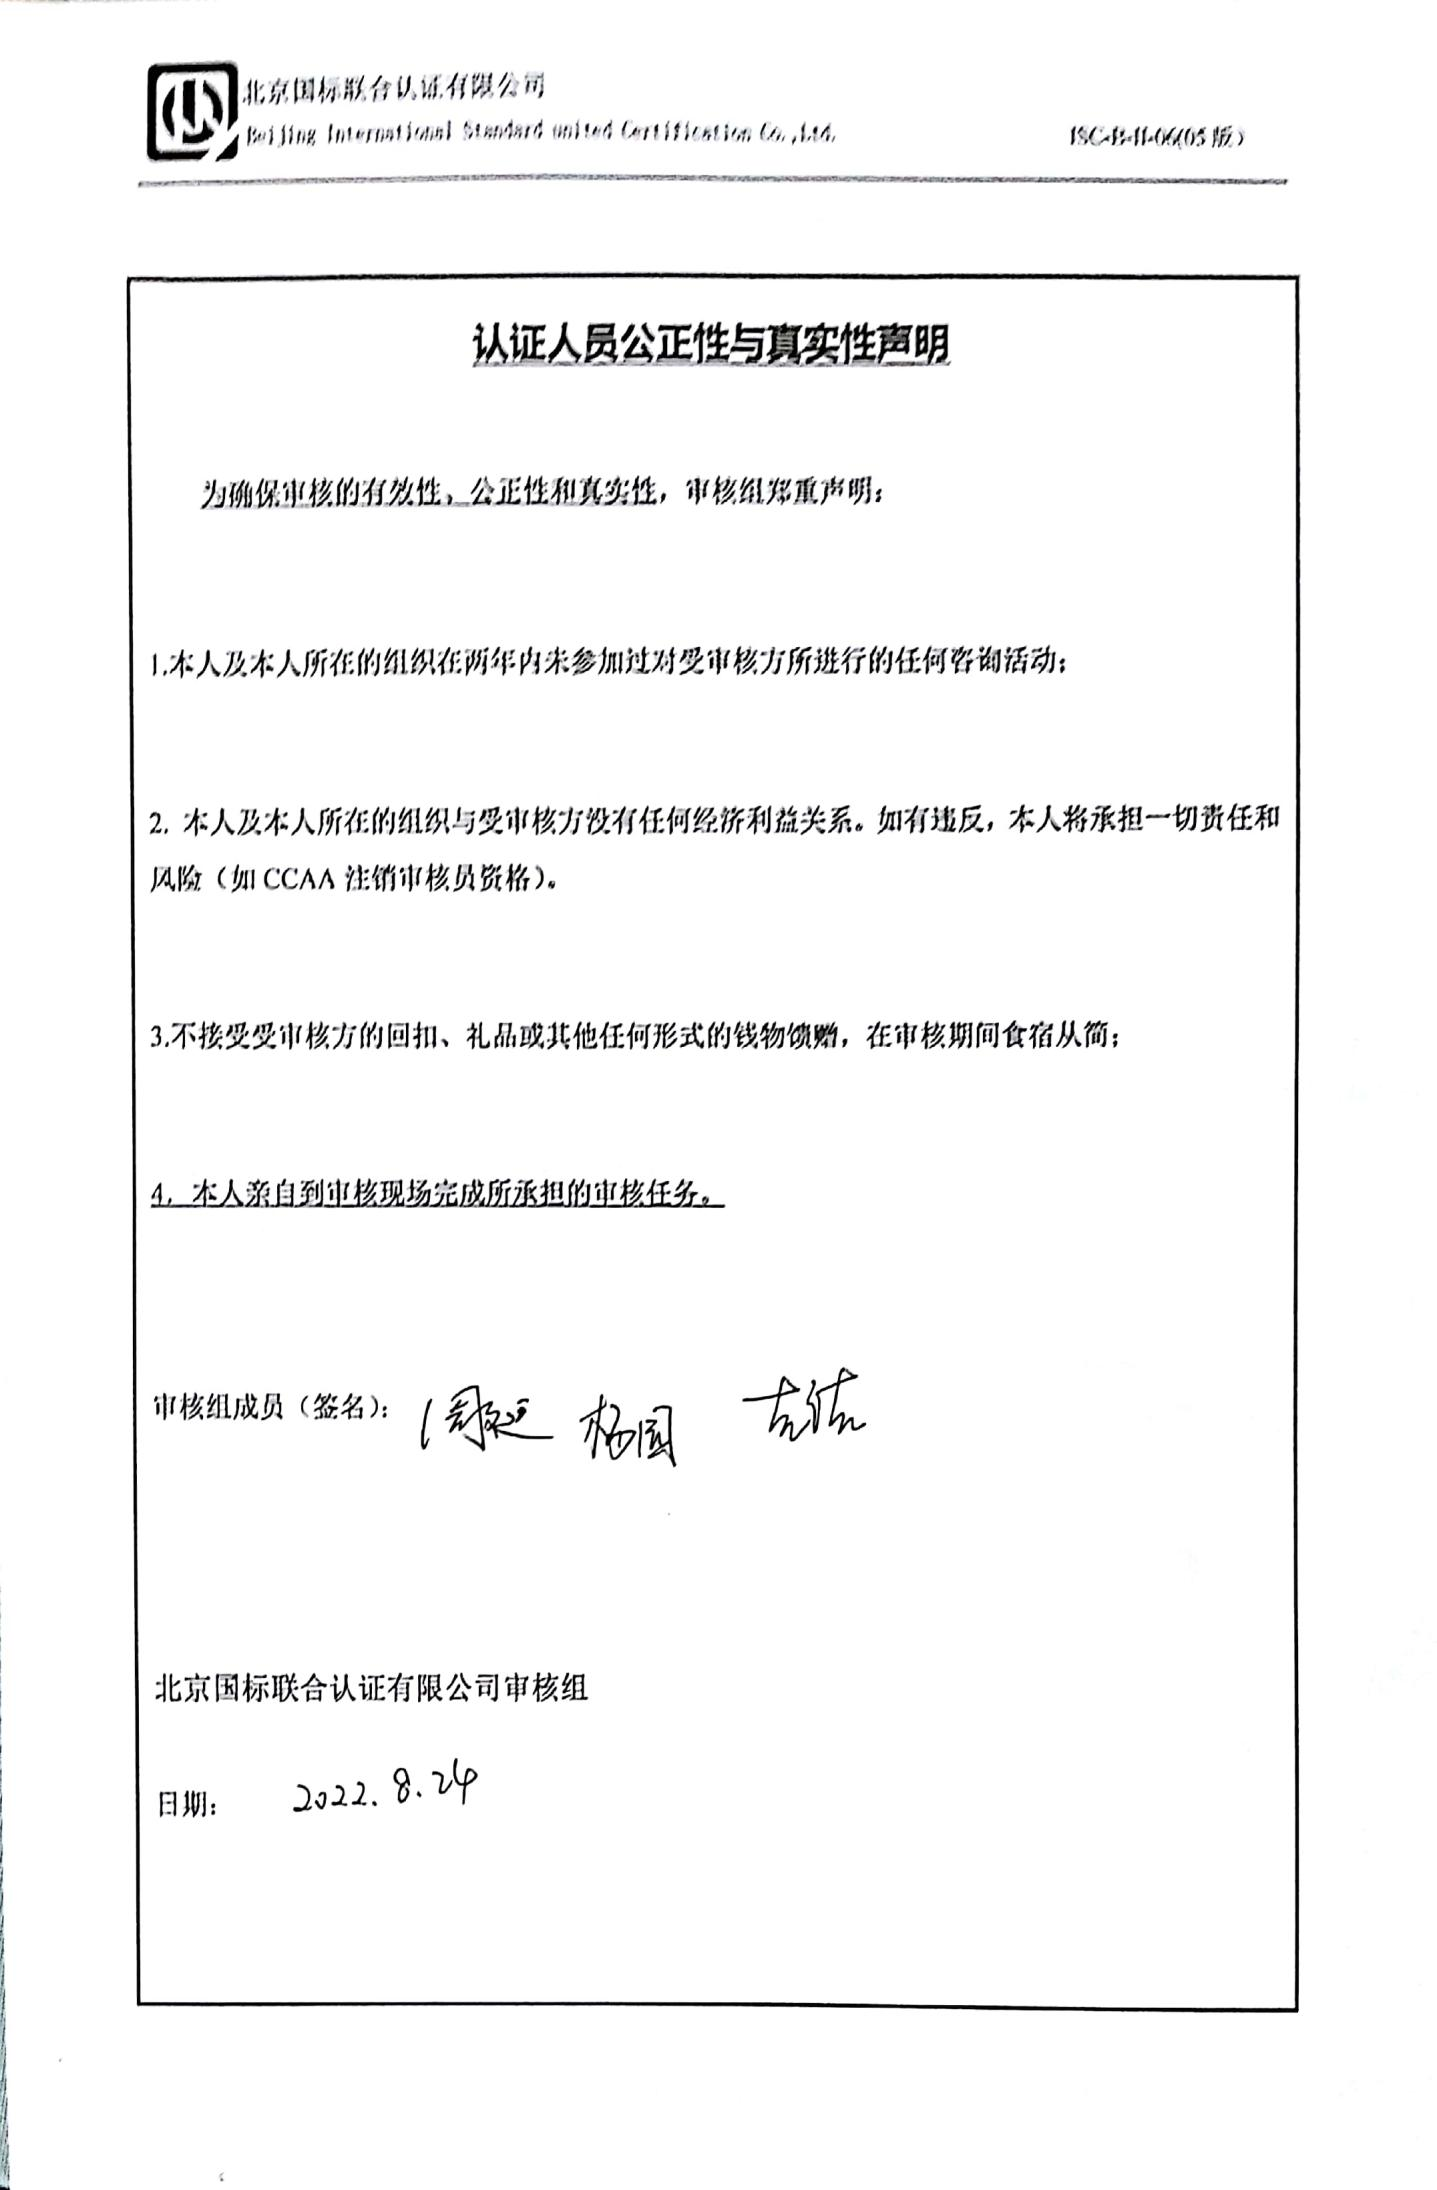 北京国标联合认证有限公司
Beijing International Standard united Certification Co.,Ltd.
ISC-B-II-06(05版)
认证人员公正性与真实性声明
为确保审核的有效性、公正性和真实性，审核组郑重声明：
1.本人及本人所在的组织在两年内未参加过对受审核方所进行的任何咨询活动；
2. 本人及本人所在的组织与受审核方没有任何经济利益关系。如有违反，本人将承担一切责任和
风险（如 CCAA 注销审核员资格）。
3.不接受受审核方的回扣、礼品或其他任何形式的钱物馈赠，在审核期间食宿从简；
4. 本人亲自到审核现场完成所承担的审核任务。
审核组成员（签名）： 杨园 吉洁
北京国标联合认证有限公司审核组
日期： 2022.8.24